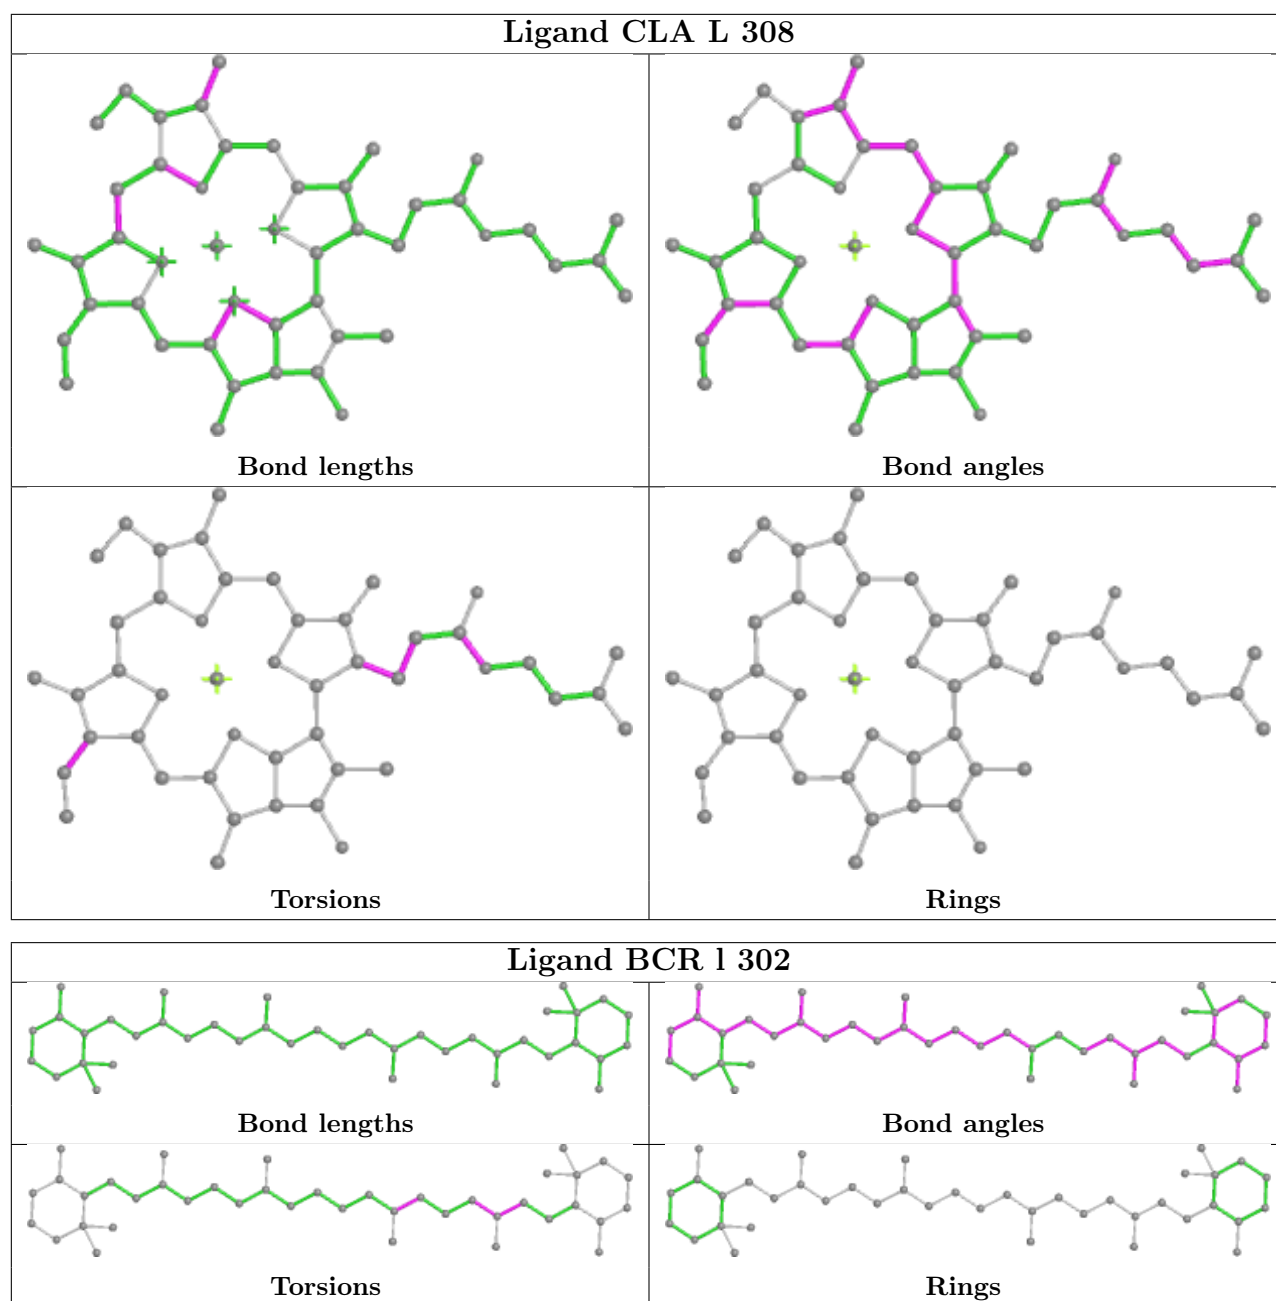 Ligand CLA L 308
Bond lengths
Bond angles
Torsions
Rings
Ligand BCR l 302
Bond lengths
Bond angles
Torsions
Rings